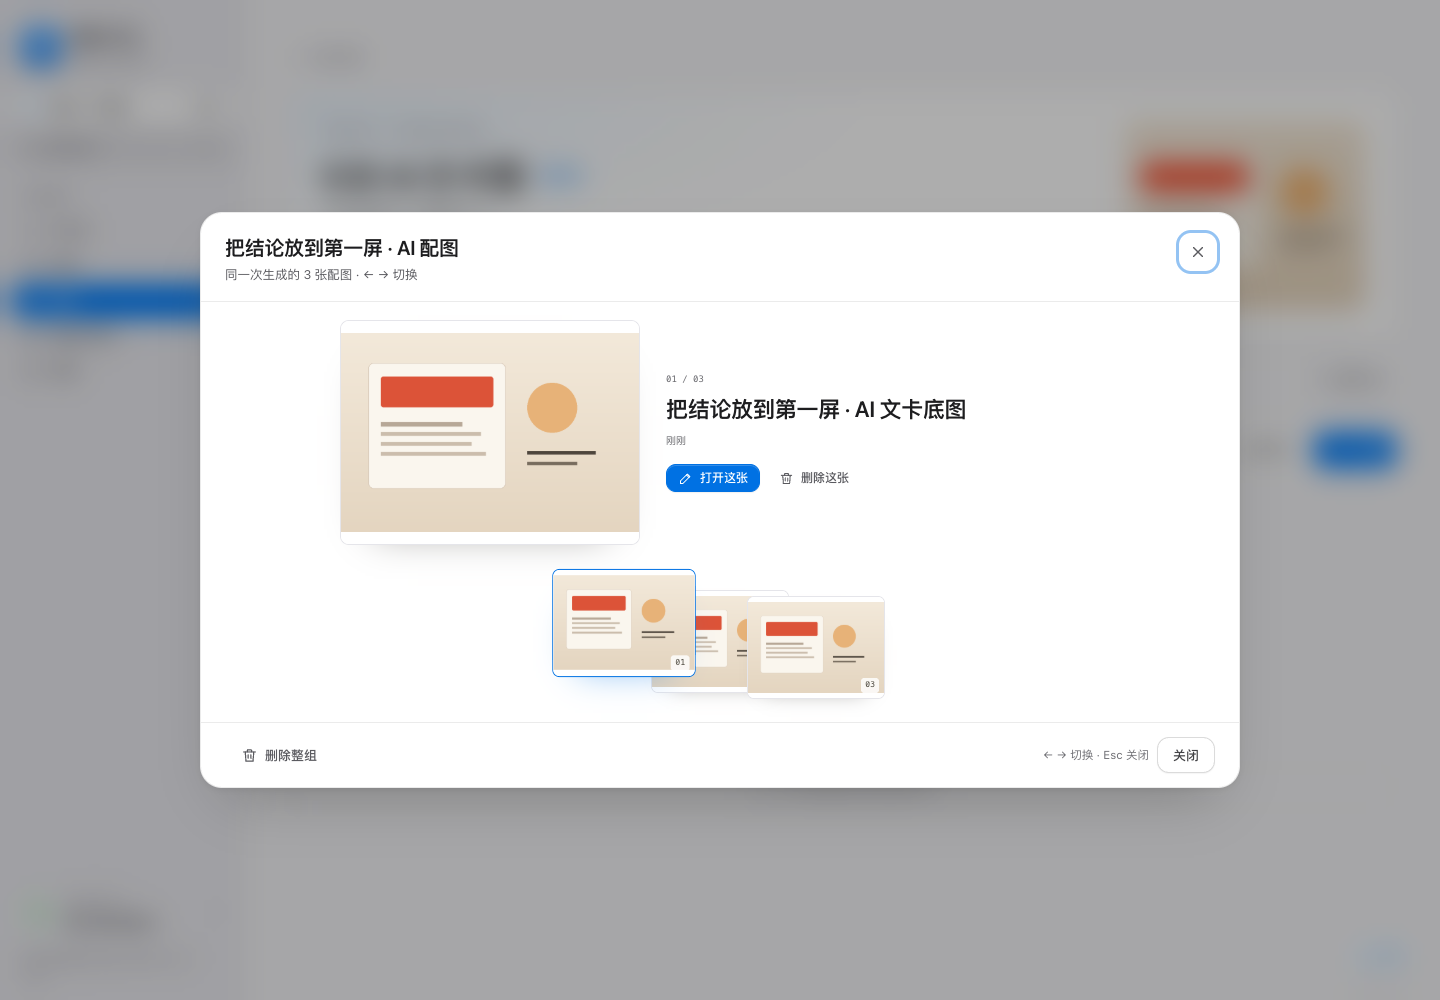 把结论放到第一屏 · AI 配图
同一次生成的 3 张配图 · ← → 切换
01 / 03
把结论放到第一屏 · AI 文卡底图
刚刚
打开这张
删除这张
01
03
删除整组
← → 切换 · Esc 关闭
关闭